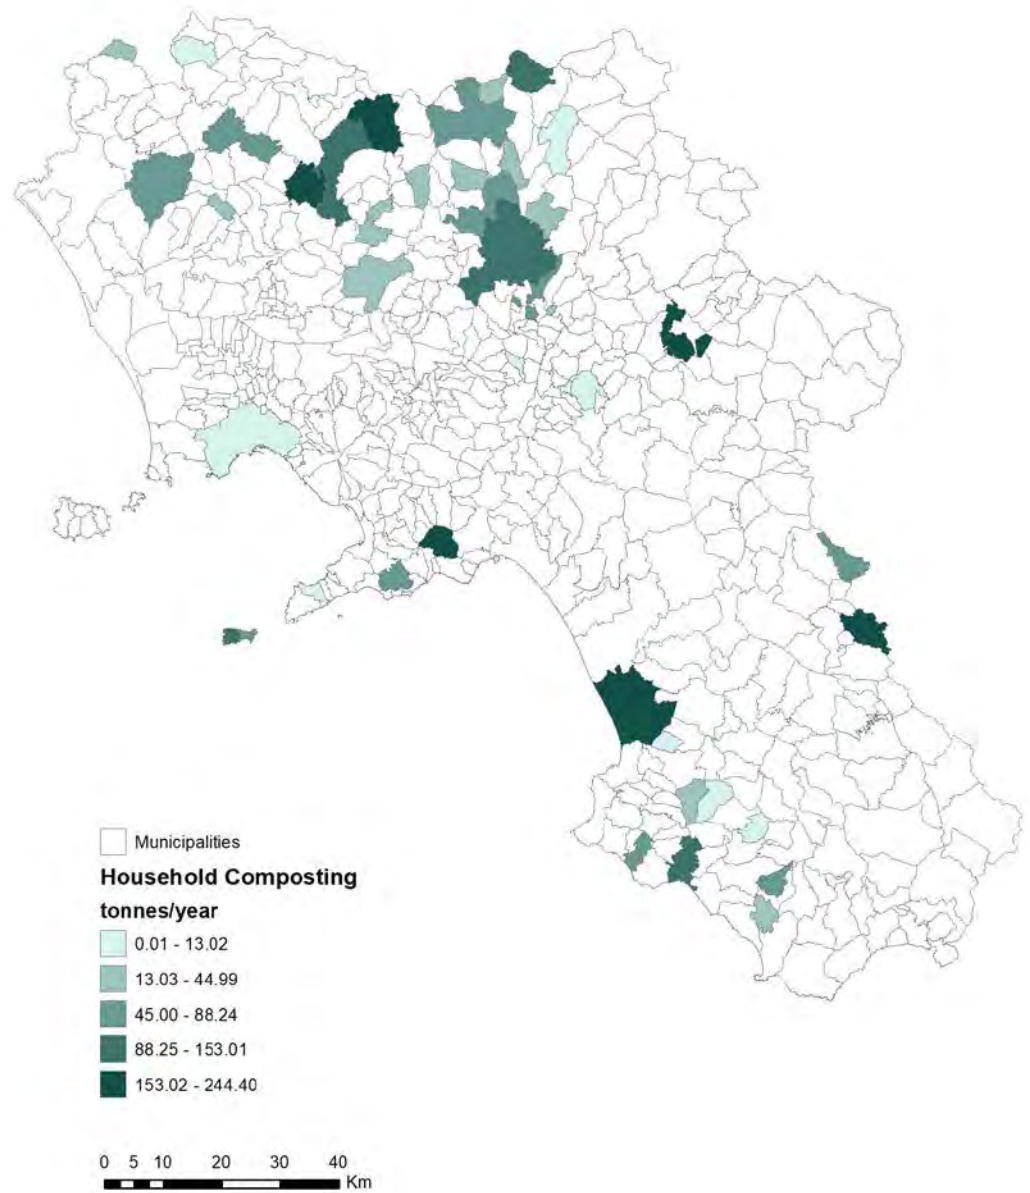 Municipalities
Household Composting
tonnes/year
0.01 - 13.02
13.03 - 44.99
45.00 - 88.24
88.25 - 153.01
153.02 - 244.40
0 5 10 20 30 40
Km